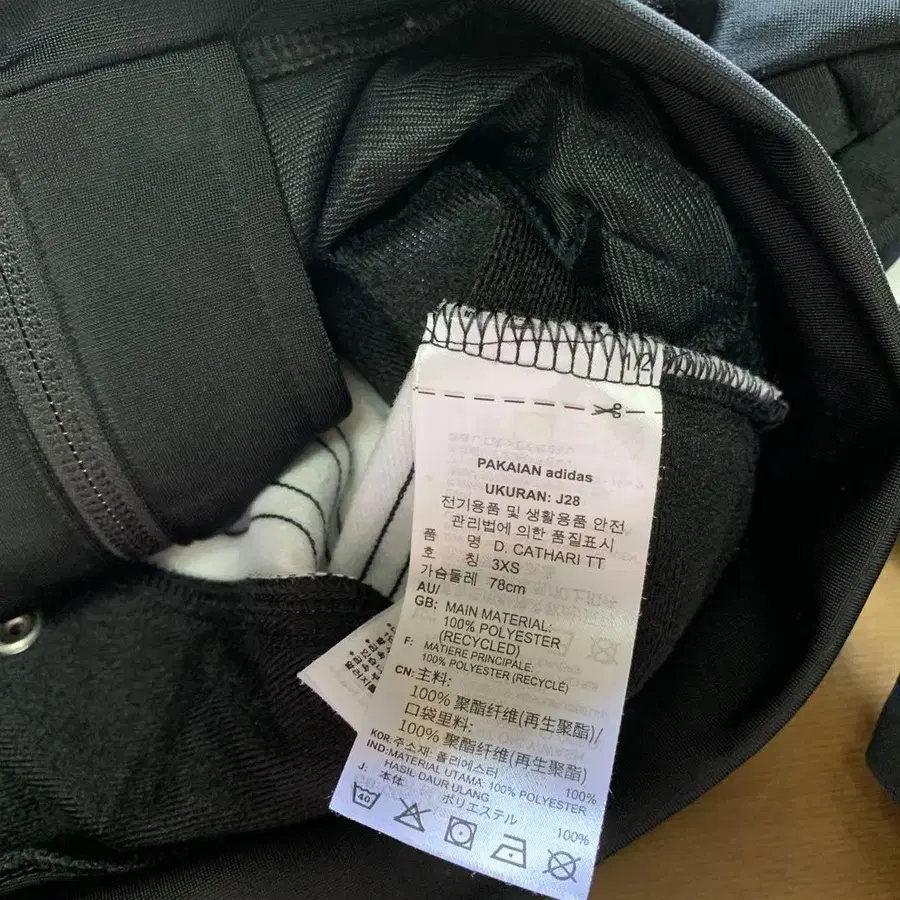 1/2
PAKAIAN adidas
UKURAN: J28
전기용품 및 생활용품 안전
관리법에 의한 품질표시
품 명 D. CATHARI TT
호 칭 3XS
가슴둘레 78cm
AU/
GB: MAIN MATERIAL:
100% POLYESTER
(RECYCLED)
F: MATIERE PRINCIPALE:
100% POLYESTER (RECYCLÉ)
CN: 主料:
100% 聚酯纤维(再生聚酯)/
口袋里料:
100% 聚酯纤维(再生聚酯)
KOR: 주소재: 폴리에스터 100%
IND: MATERIAL UTAMA: 100% POLYESTER
HASIL DAUR ULANG
J: 本体 ポリエステル 100%
40